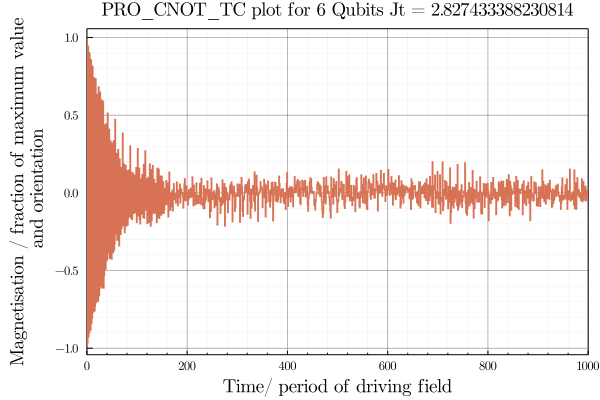 PRO_CNOT_TC plot for 6 Qubits Jt = 2.827433388230814
Magnetisation / fraction of maximum value
and orientation
1.0
0.5
0.0
−0.5
−1.0
0 200 400 600 800 1000
Time/ period of driving field